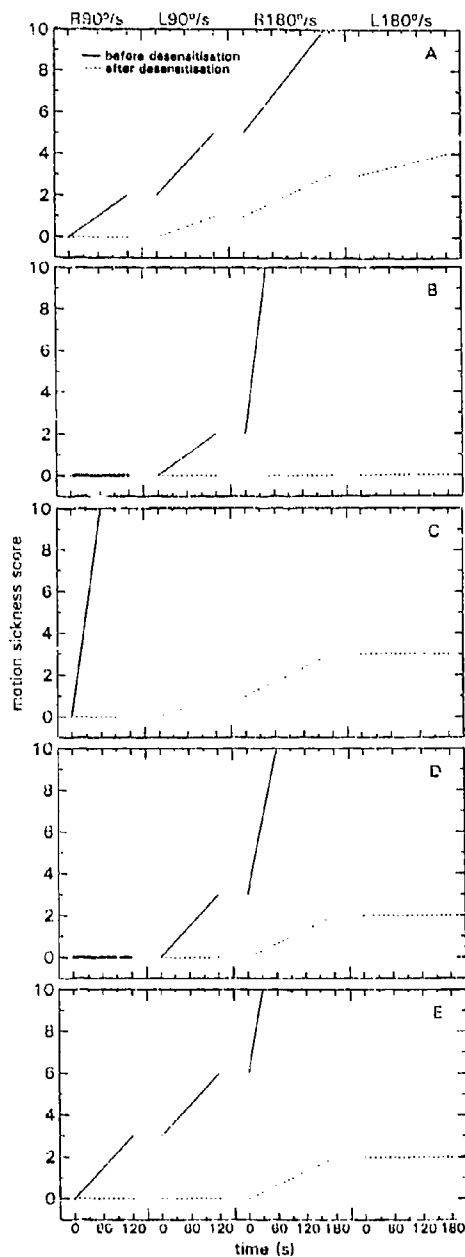 R90°/s L90°/s R180°/s L180°/s
10
8
6
4
2
0
before desensitisation
after desensitisation
A
10
8
6
4
2
0
B
10
8
6
4
2
0
C
motion sickness score
10
8
6
4
2
0
D
10
8
6
4
2
0
E
0 60 120 0 60 120 0 60 120 180 0 60 120 180
time (s)